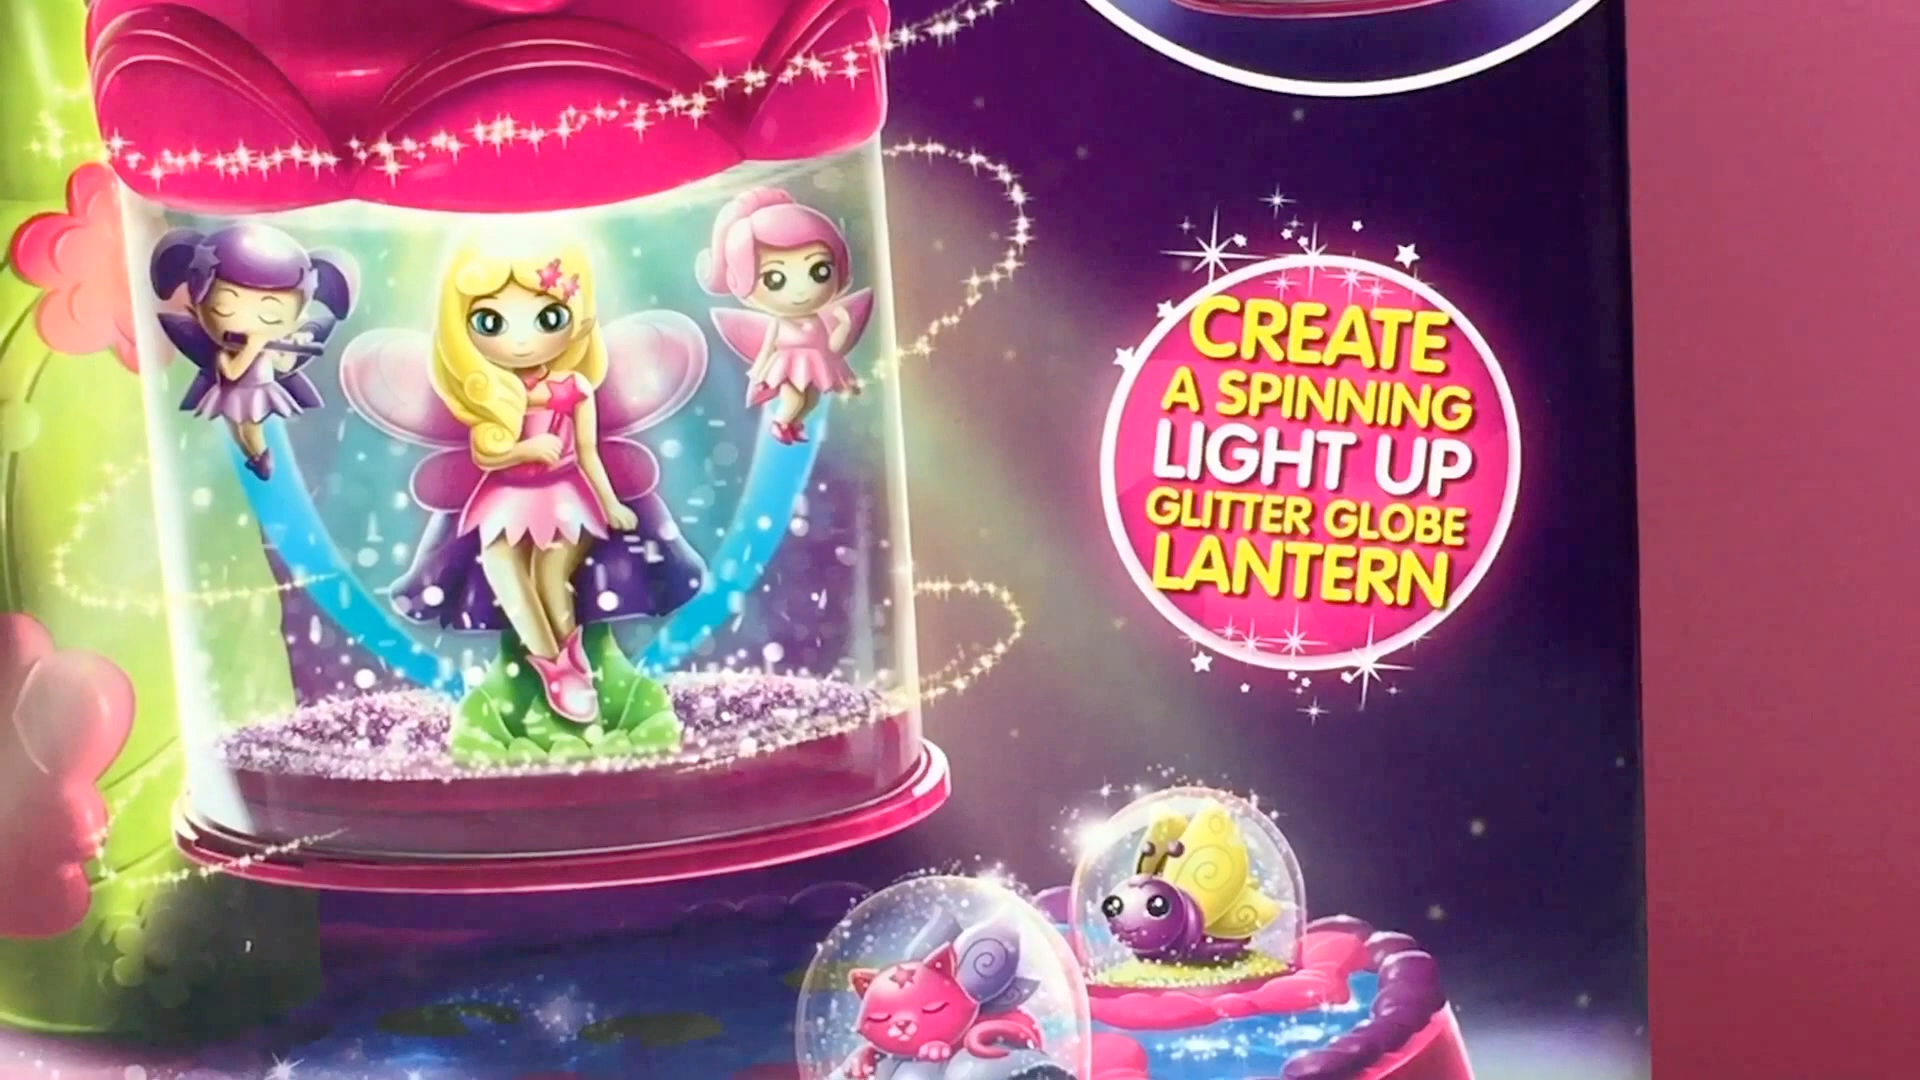 CREATE
A SPINNING
LIGHT UP
GLITTER GLOBE
LANTERN